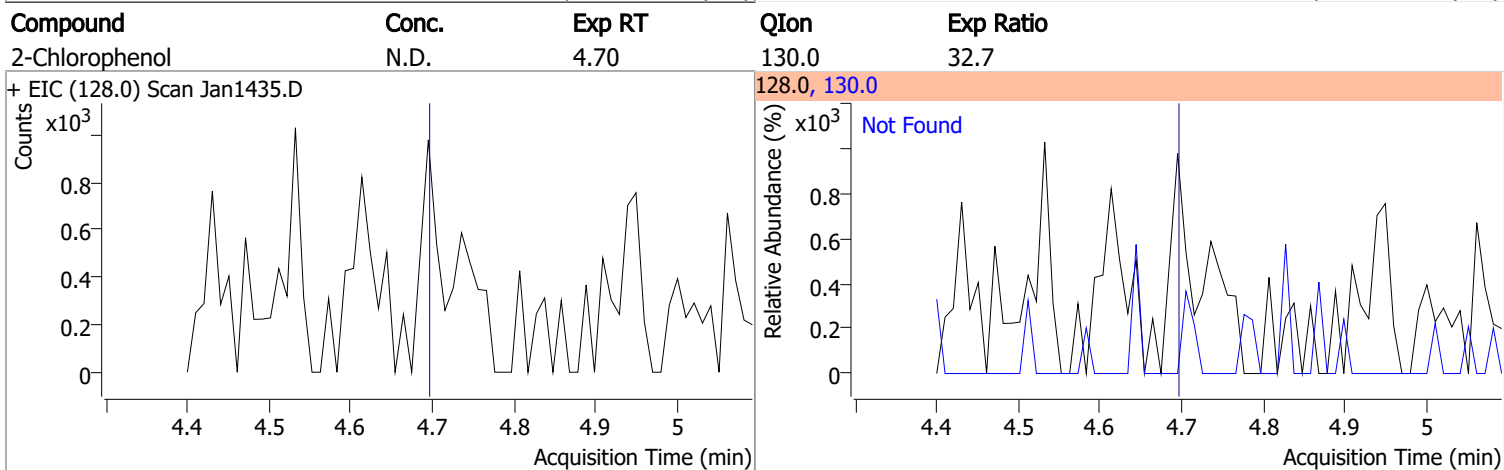 Compound Conc. Exp RT QIon Exp Ratio
2-Chlorophenol N.D. 4.70 130.0 32.7
+ EIC (128.0) Scan Jan1435.D
Counts
x10³
0.8
0.6
0.4
0.2
0
4.4 4.5 4.6 4.7 4.8 4.9 5
Acquisition Time (min)
128.0, 130.0
Relative Abundance (%)
x10³
Not Found
0.8
0.6
0.4
0.2
0
4.4 4.5 4.6 4.7 4.8 4.9 5
Acquisition Time (min)